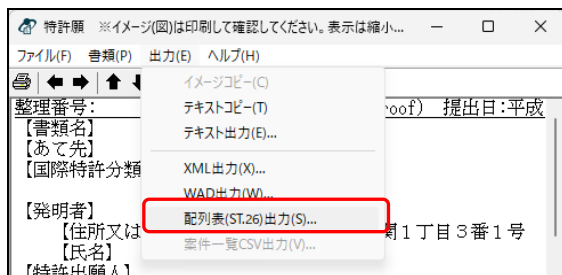 特許願 ※イメージ(図)は印刷して確認してください。表示は縮小...
ファイル(F) 書類(P) 出力(E) ヘルプ(H)
イメージコピー(C)
テキストコピー(T)
テキスト出力(E)...
XML出力(X)...
WAD出力(W)...
配列表(ST.26)出力(S)...
案件一覧CSV出力(V)...
整理番号: roof) 提出日:平成
【書類名】
【あて先】
【国際特許分類
【発明者】
【住所又は 1丁目3番1号
【氏名】
【特許出願人】